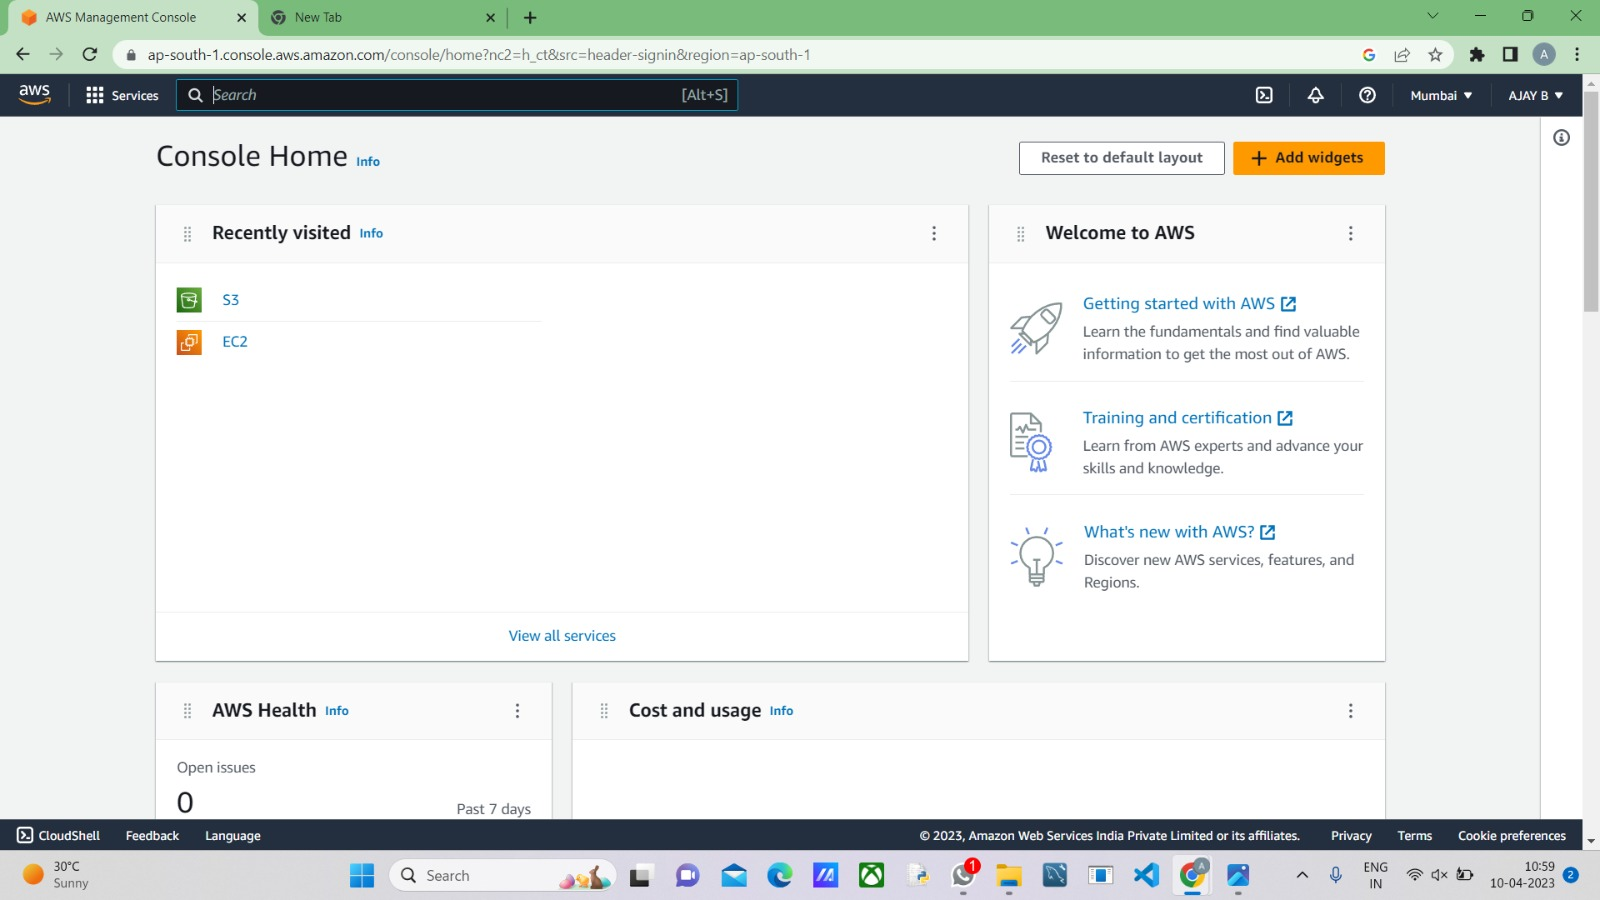 AWS Management Console
New Tab
ap-south-1.console.aws.amazon.com/console/home?nc2=h_ct&src=header-signin&region=ap-south-1
A
aws
Services
Search
[Alt+S]
Mumbai
AJAY B
Console Home Info
Reset to default layout
Add widgets
Recently visited Info
S3
EC2
View all services
Welcome to AWS
Getting started with AWS
Learn the fundamentals and find valuable
information to get the most out of AWS.
Training and certification
Learn from AWS experts and advance your
skills and knowledge.
What's new with AWS?
Discover new AWS services, features, and
Regions.
AWS Health Info
Open issues
0
Past 7 days
Cost and usage Info
CloudShell
Feedback
Language
© 2023, Amazon Web Services India Private Limited or its affiliates.
Privacy
Terms
Cookie preferences
30°C
Sunny
Search
1
A
ENG
IN
10:59
10-04-2023
2